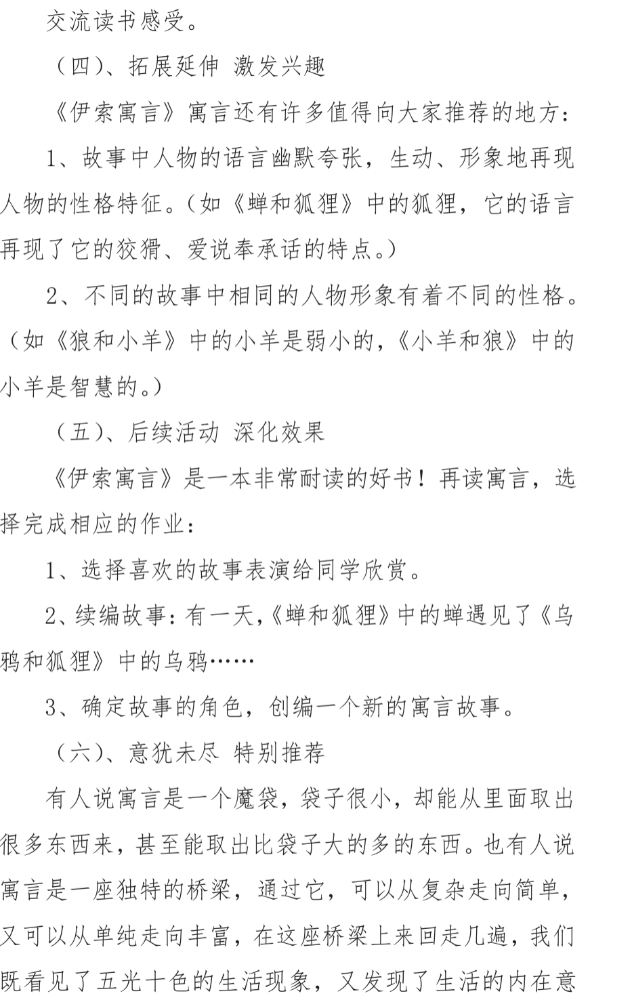 交流读书感受。
（四）、拓展延伸 激发兴趣
《伊索寓言》寓言还有许多值得向大家推荐的地方：
1、故事中人物的语言幽默夸张，生动、形象地再现
人物的性格特征。（如《蝉和狐狸》中的狐狸，它的语言
再现了它的狡猾、爱说奉承话的特点。）
2、不同的故事中相同的人物形象有着不同的性格。
（如《狼和小羊》中的小羊是弱小的，《小羊和狼》中的
小羊是智慧的。）
（五）、后续活动 深化效果
《伊索寓言》是一本非常耐读的好书！再读寓言，选
择完成相应的作业：
1、选择喜欢的故事表演给同学欣赏。
2、续编故事：有一天，《蝉和狐狸》中的蝉遇见了《乌
鸦和狐狸》中的乌鸦……
3、确定故事的角色，创编一个新的寓言故事。
（六）、意犹未尽 特别推荐
有人说寓言是一个魔袋，袋子很小，却能从里面取出
很多东西来，甚至能取出比袋子大的多的东西。也有人说
寓言是一座独特的桥梁，通过它，可以从复杂走向简单，
又可以从单纯走向丰富，在这座桥梁上来回走几遍，我们
既看见了五光十色的生活现象，又发现了生活的内在意